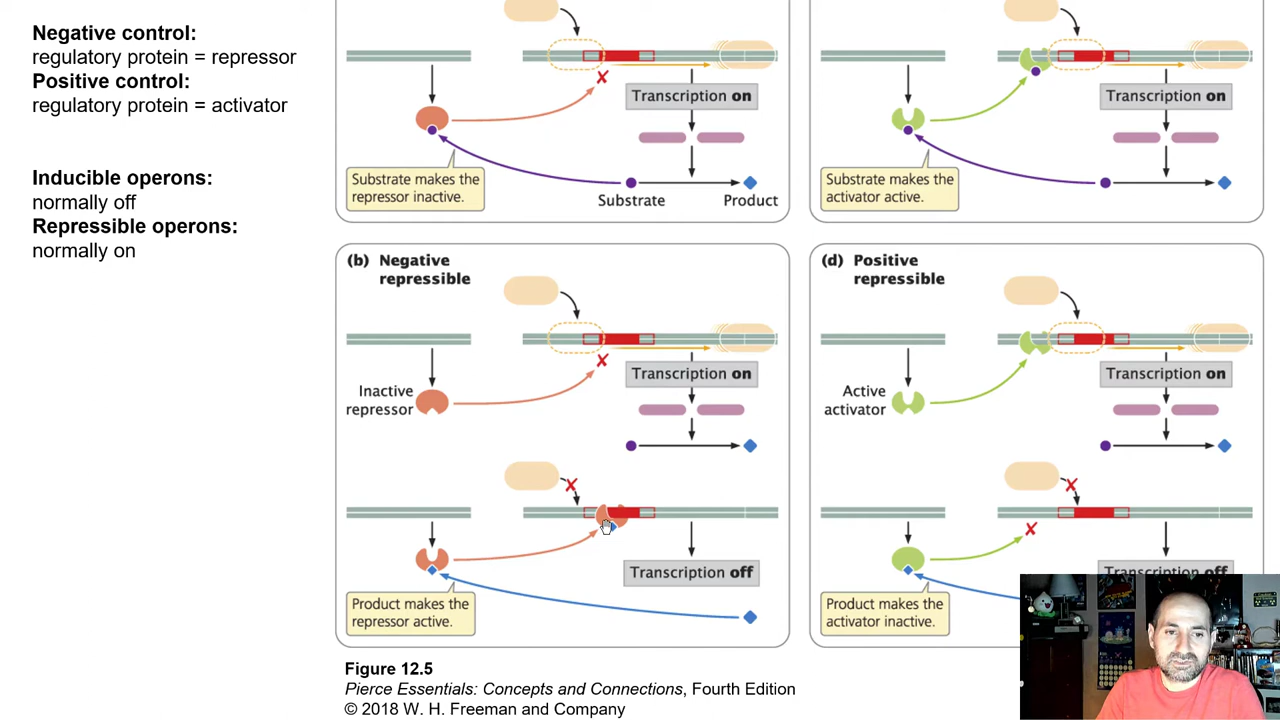 Negative control:
regulatory protein = repressor
Positive control:
regulatory protein = activator
Inducible operons:
normally off
Repressible operons:
normally on
Transcription on
Substrate makes the
repressor inactive.
Substrate
Product
Transcription on
Substrate makes the
activator active.
(b) Negative
repressible
Transcription on
Inactive
repressor
Transcription off
Product makes the
repressor active.
(d) Positive
repressible
Transcription on
Active
activator
Transcription off
Product makes the
activator inactive.
Figure 12.5
Pierce Essentials: Concepts and Connections, Fourth Edition
© 2018 W. H. Freeman and Company